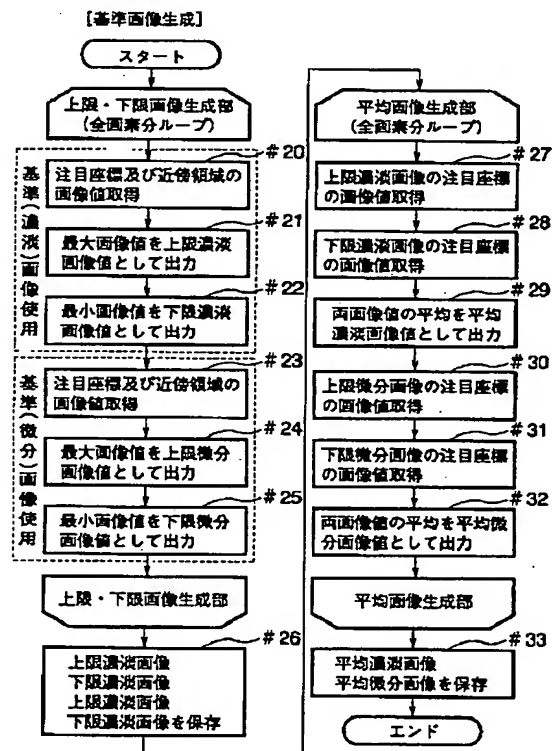 [基準画像生成]
スタート
上限・下限画像生成部
(全画素分ループ)
基準(濃淡)画像使用
#20
注目座標及び近傍領域の
画像値取得
#21
最大画像値を上限濃淡
画像値として出力
#22
最小画像値を下限濃淡
画像値として出力
基準(微分)画像使用
#23
注目座標及び近傍領域の
画像値取得
#24
最大画像値を上限微分
画像値として出力
#25
最小画像値を下限微分
画像値として出力
上限・下限画像生成部
#26
上限濃淡画像
下限濃淡画像
上限濃淡画像
下限濃淡画像を保存
平均画像生成部
(全画素分ループ)
#27
上限濃淡画像の注目座標
の画像値取得
#28
下限濃淡画像の注目座標
の画像値取得
#29
両画像値の平均を平均
濃淡画像値として出力
#30
上限微分画像の注目座標
の画像値取得
#31
下限微分画像の注目座標
の画像値取得
#32
両画像値の平均を平均微
分画像値として出力
平均画像生成部
#33
平均濃淡画像
平均微分画像を保存
エンド